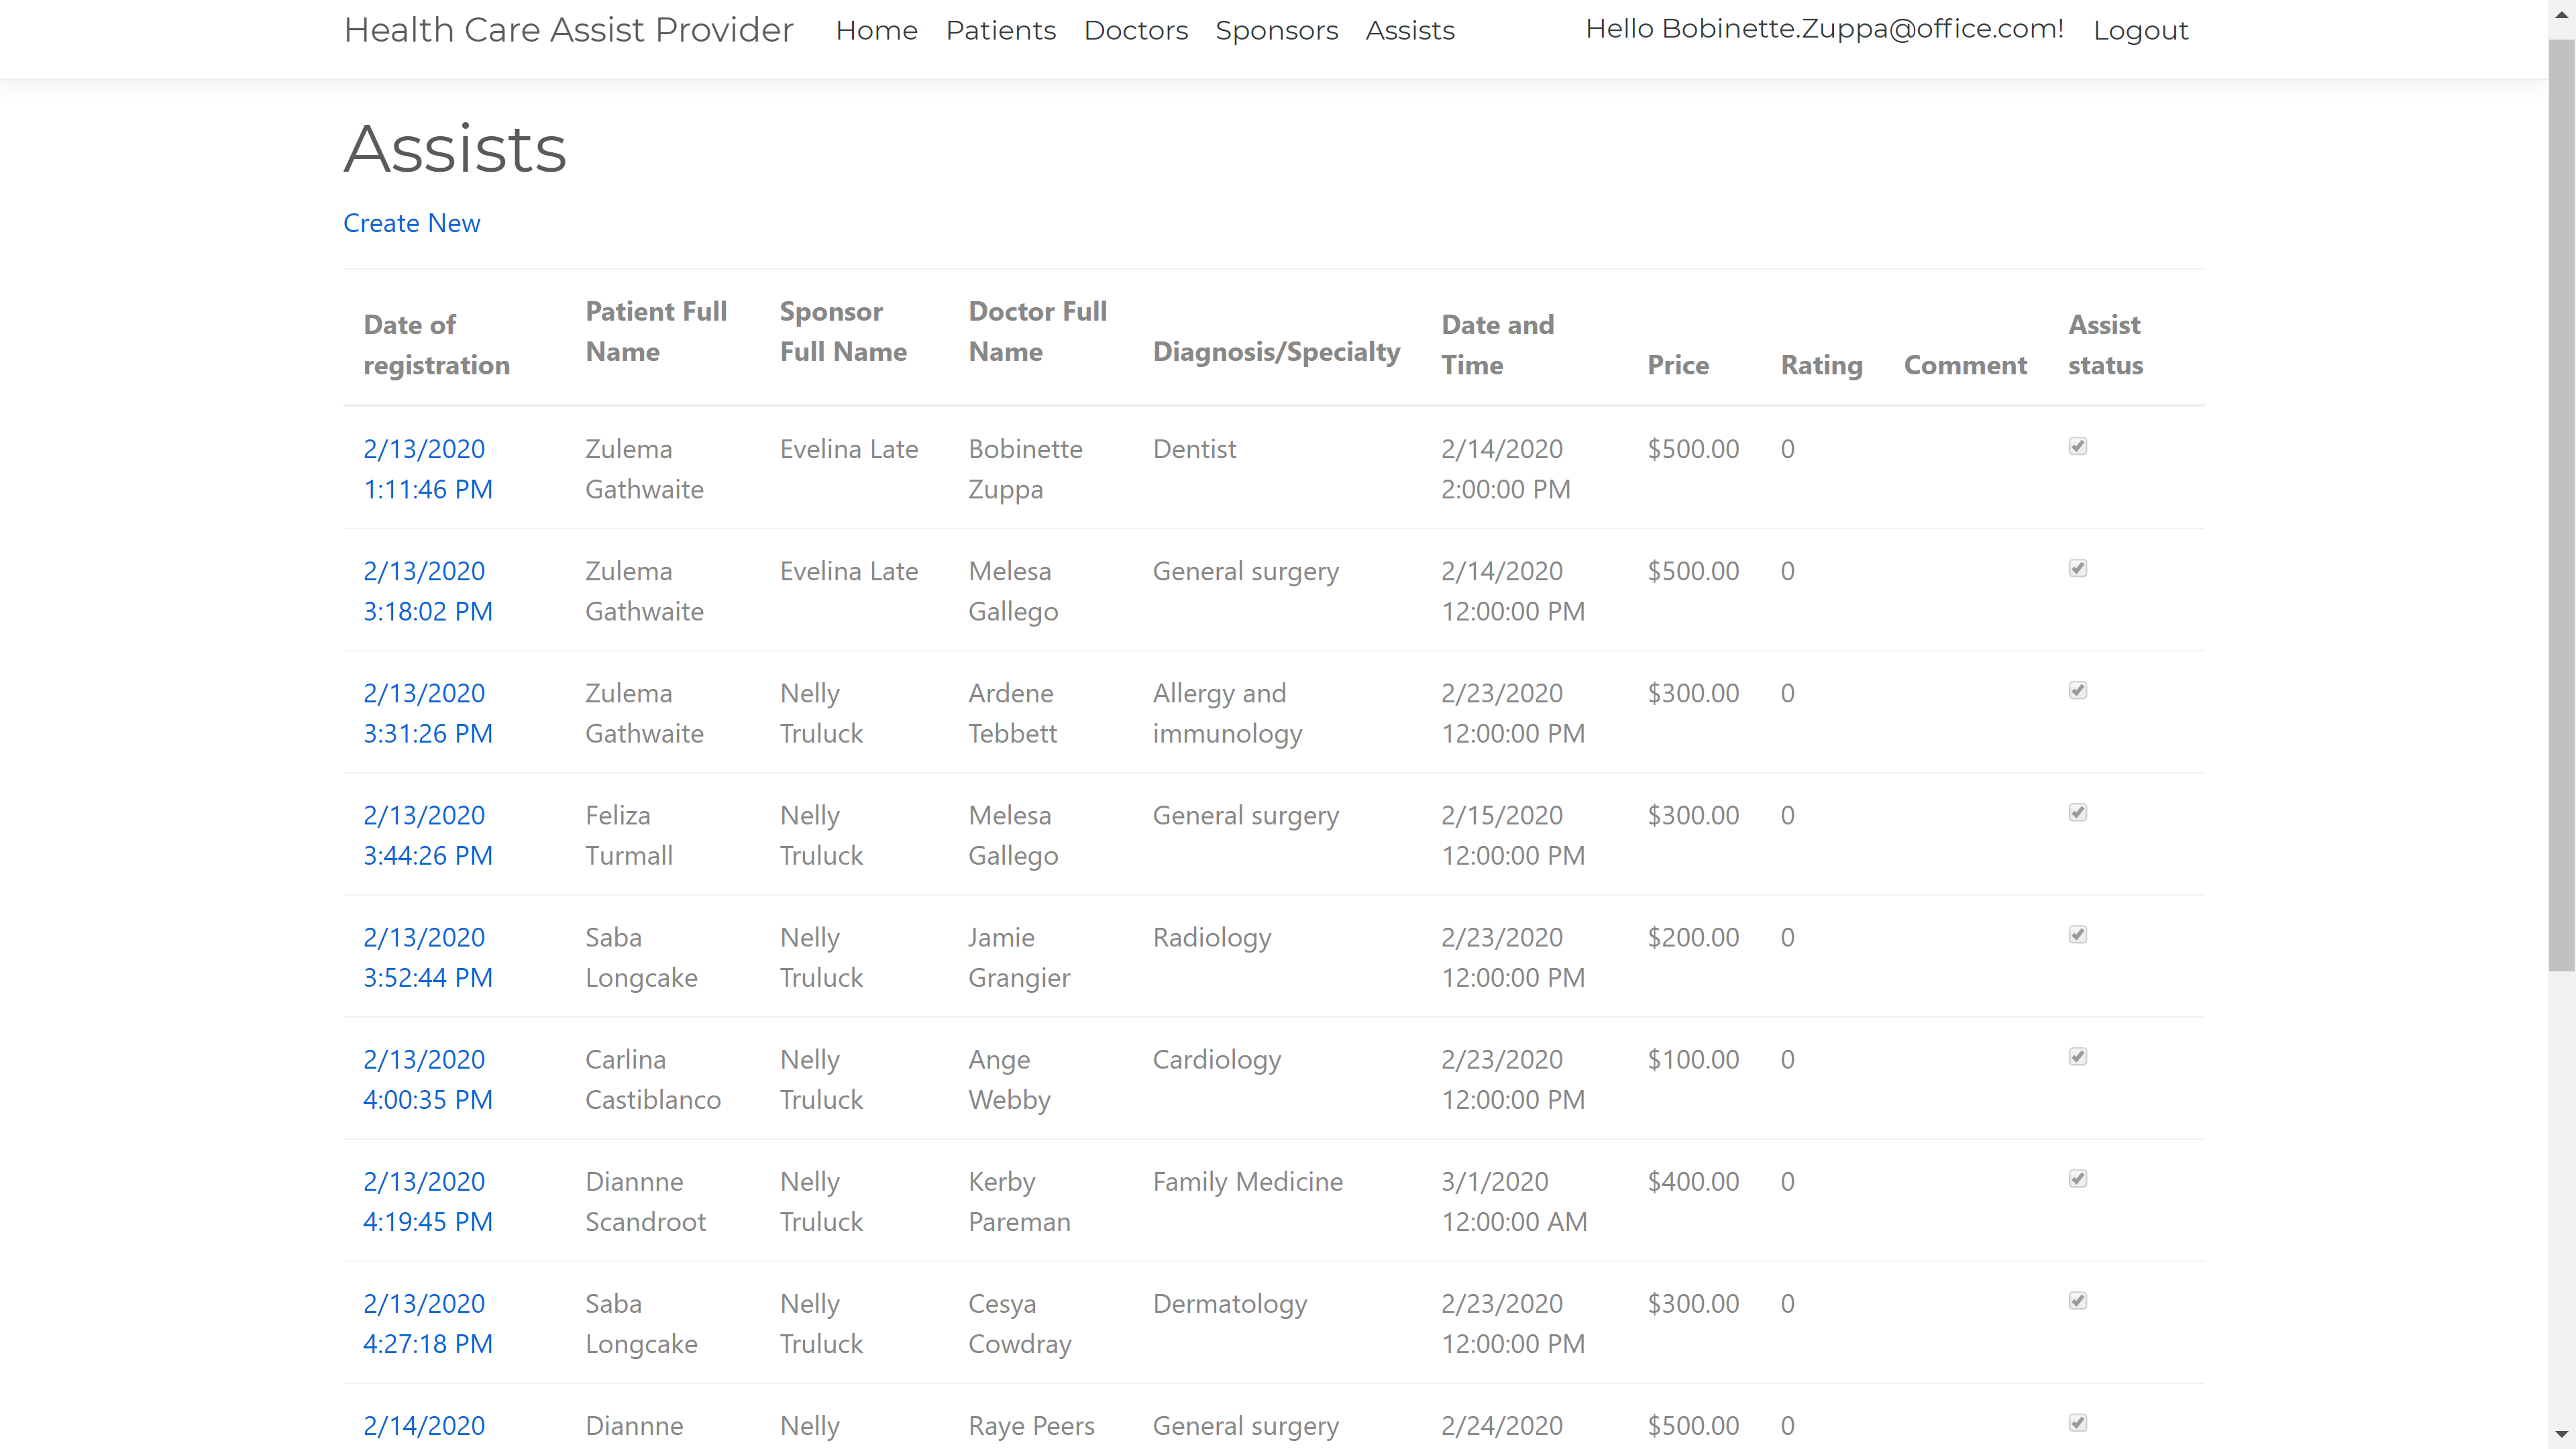 Health Care Assist Provider Home Patients Doctors Sponsors Assists Hello Bobinette.Zuppa@office.com! Logout
Assists
Create New
Date of registration Patient Full Name Sponsor Full Name Doctor Full Name Diagnosis/Specialty Date and Time Price Rating Comment Assist status
2/13/2020 Zulema Evelina Late Bobinette Dentist 2/14/2020 $500.00 0
1:11:46 PM Gathwaite Zuppa 2:00:00 PM
2/13/2020 Zulema Evelina Late Melesa General surgery 2/14/2020 $500.00 0
3:18:02 PM Gathwaite Gallego 12:00:00 PM
2/13/2020 Zulema Nelly Ardene Allergy and 2/23/2020 $300.00 0
3:31:26 PM Gathwaite Truluck Tebbett immunology 12:00:00 PM
2/13/2020 Feliza Nelly Melesa General surgery 2/15/2020 $300.00 0
3:44:26 PM Turmall Truluck Gallego 12:00:00 PM
2/13/2020 Saba Nelly Jamie Radiology 2/23/2020 $200.00 0
3:52:44 PM Longcake Truluck Grangier 12:00:00 PM
2/13/2020 Carlina Nelly Ange Cardiology 2/23/2020 $100.00 0
4:00:35 PM Castiblanco Truluck Webby 12:00:00 PM
2/13/2020 Diannne Nelly Kerby Family Medicine 3/1/2020 $400.00 0
4:19:45 PM Scandroot Truluck Pareman 12:00:00 AM
2/13/2020 Saba Nelly Cesya Dermatology 2/23/2020 $300.00 0
4:27:18 PM Longcake Truluck Cowdray 12:00:00 PM
2/14/2020 Diannne Nelly Raye Peers General surgery 2/24/2020 $500.00 0